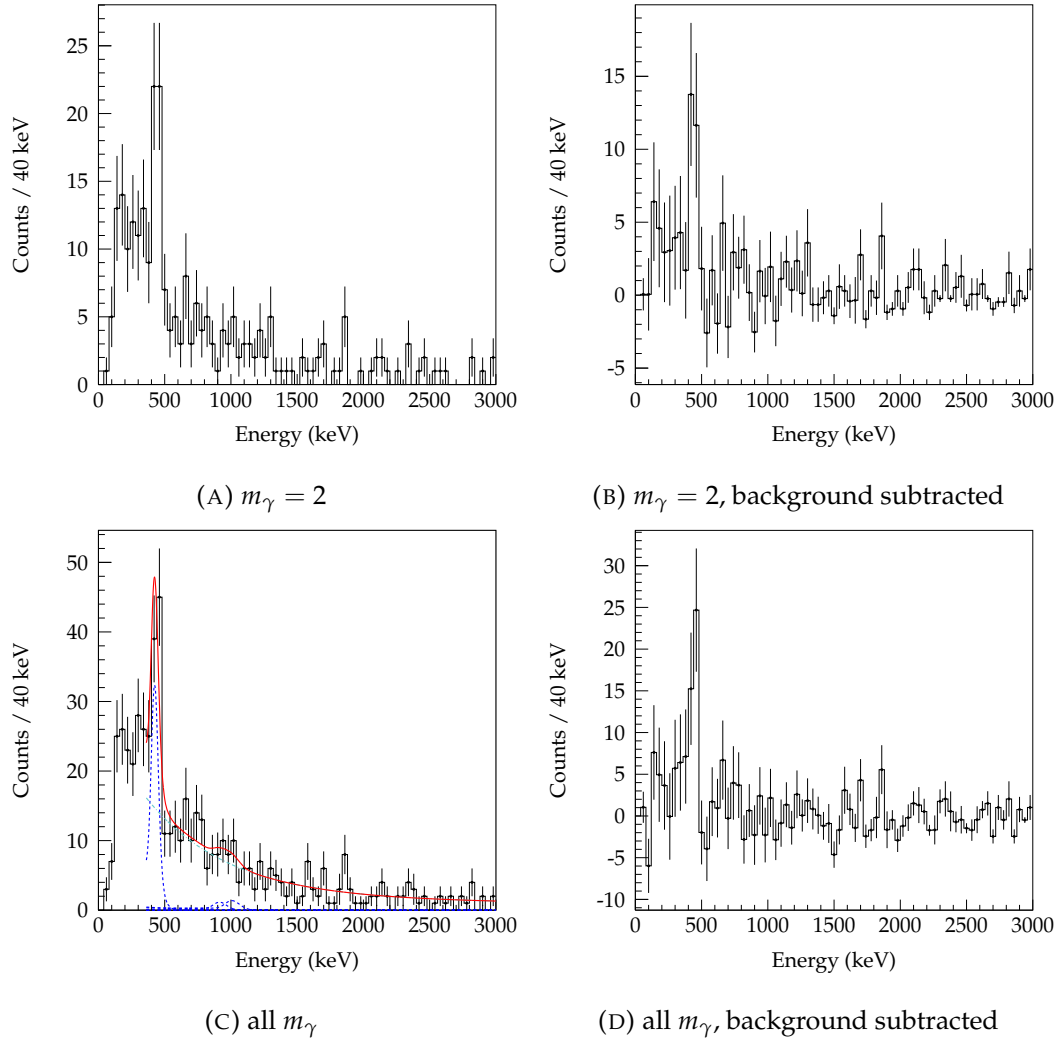 25
20
15
10
5
0
Counts / 40 keV
0 500 1000 1500 2000 2500 3000
Energy (keV)
(A) mγ = 2
15
10
5
0
-5
Counts / 40 keV
0 500 1000 1500 2000 2500 3000
Energy (keV)
(B) mγ = 2, background subtracted
50
40
30
20
10
0
Counts / 40 keV
0 500 1000 1500 2000 2500 3000
Energy (keV)
(C) all mγ
30
25
20
15
10
5
0
-5
-10
Counts / 40 keV
0 500 1000 1500 2000 2500 3000
Energy (keV)
(D) all mγ, background subtracted